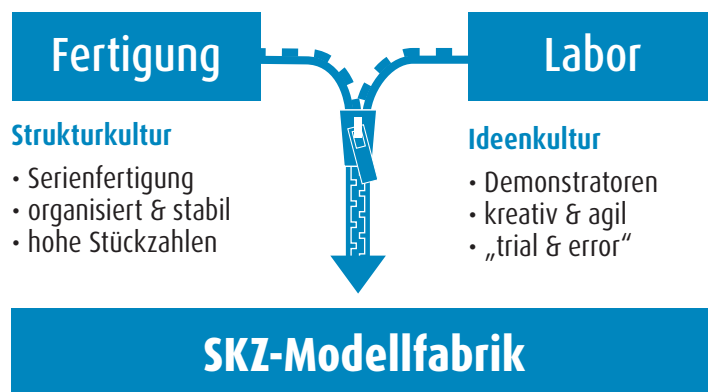 Fertigung
Strukturkultur
• Serienfertigung
• organisiert & stabil
• hohe Stückzahlen
Labor
Ideenkultur
• Demonstratoren
• kreativ & agil
• „trial & error“
SKZ-Modellfabrik